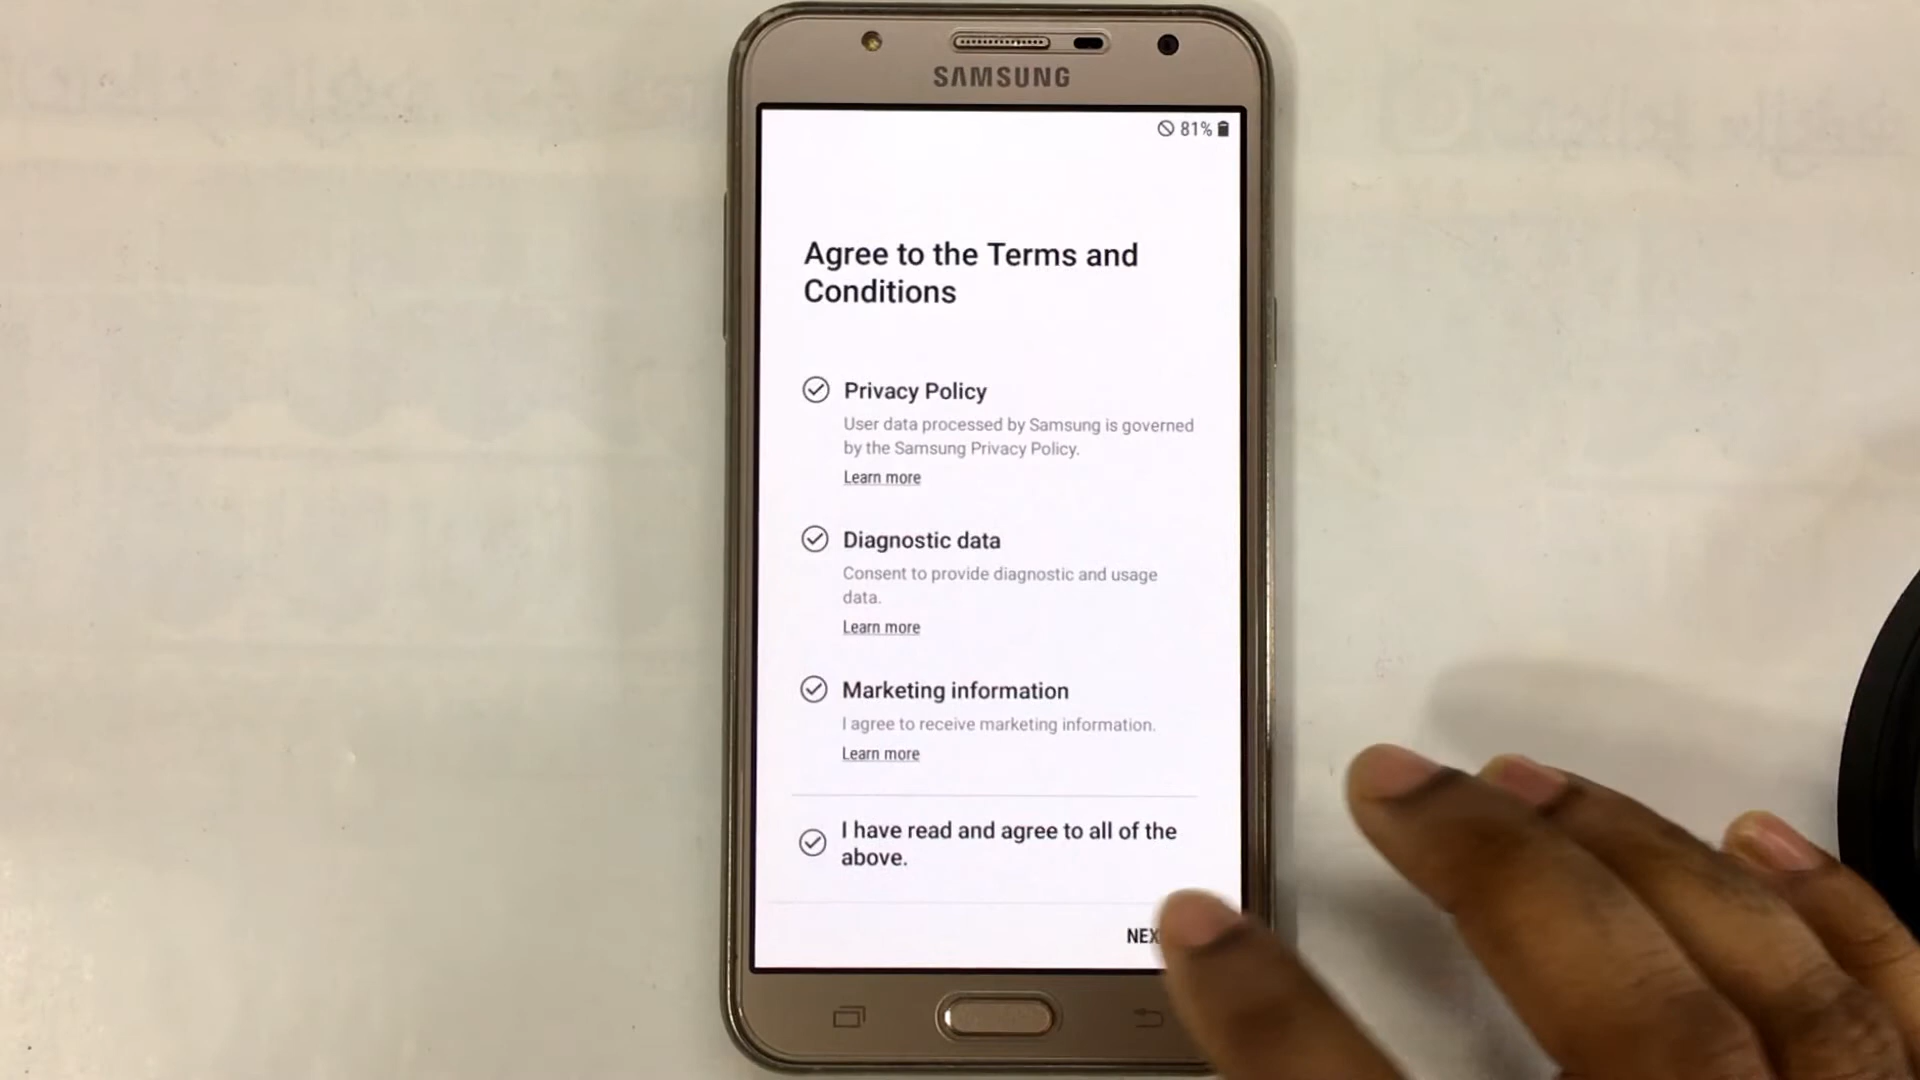 SAMSUNG
81%
Agree to the Terms and
Conditions
Privacy Policy
User data processed by Samsung is governed
by the Samsung Privacy Policy.
Learn more
Diagnostic data
Consent to provide diagnostic and usage
data.
Learn more
Marketing information
I agree to receive marketing information.
Learn more
I have read and agree to all of the
above.
NEX